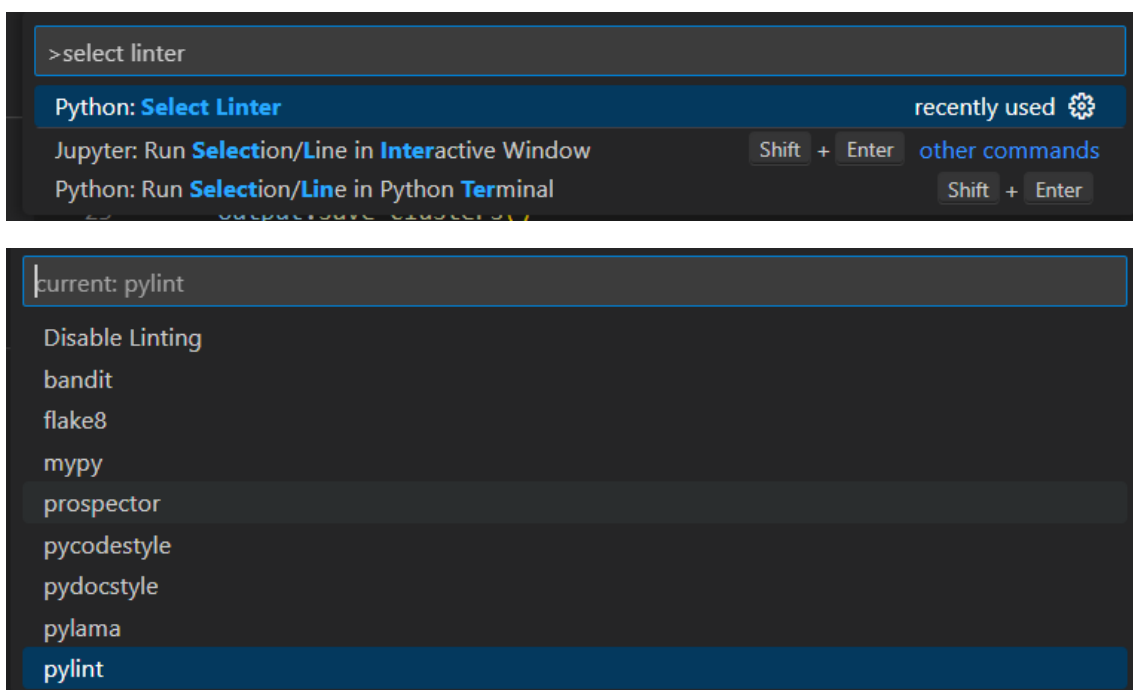 >select linter
Python: Select Linter recently used
Jupyter: Run Selection/Line in Interactive Window Shift + Enter other commands
Python: Run Selection/Line in Python Terminal Shift + Enter
current: pylint
Disable Linting
bandit
flake8
mypy
prospector
pycodestyle
pydocstyle
pylama
pylint